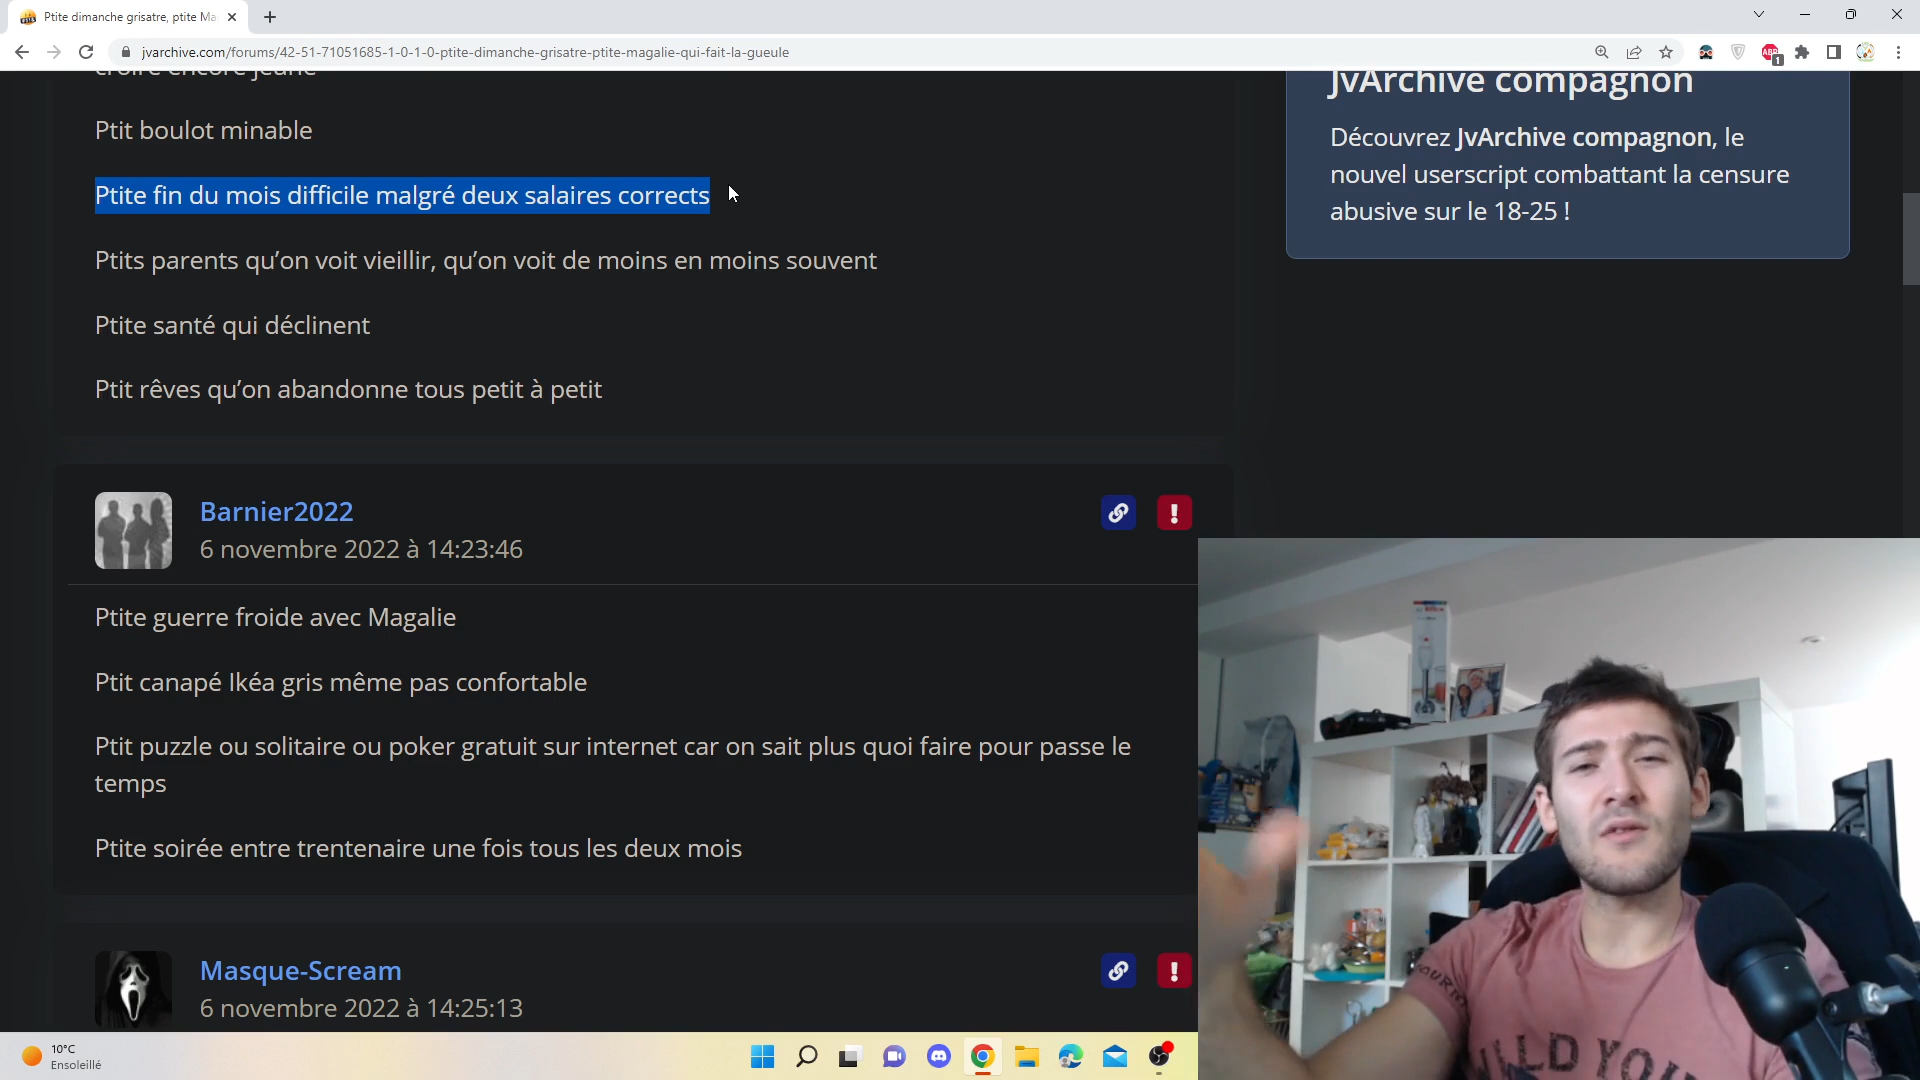 Ptite dimanche grisatre, ptite Ma
jvarchive.com/forums/42-51-71051685-1-0-1-0-ptite-dimanche-grisatre-ptite-magalie-qui-fait-la-gueule
ABP
1
croire encore jeune
Ptit boulot minable
Ptite fin du mois difficile malgré deux salaires corrects
Ptits parents qu’on voit vieillir, qu’on voit de moins en moins souvent
Ptite santé qui déclinent
Ptit rêves qu’on abandonne tous petit à petit
JvArchive compagnon
Découvrez JvArchive compagnon, le
nouvel userscript combattant la censure
abusive sur le 18-25 !
Barnier2022
6 novembre 2022 à 14:23:46
Ptite guerre froide avec Magalie
Ptit canapé Ikéa gris même pas confortable
Ptit puzzle ou solitaire ou poker gratuit sur internet car on sait plus quoi faire pour passe le
temps
Ptite soirée entre trentenaire une fois tous les deux mois
Masque-Scream
6 novembre 2022 à 14:25:13
10°C
Ensoleillé